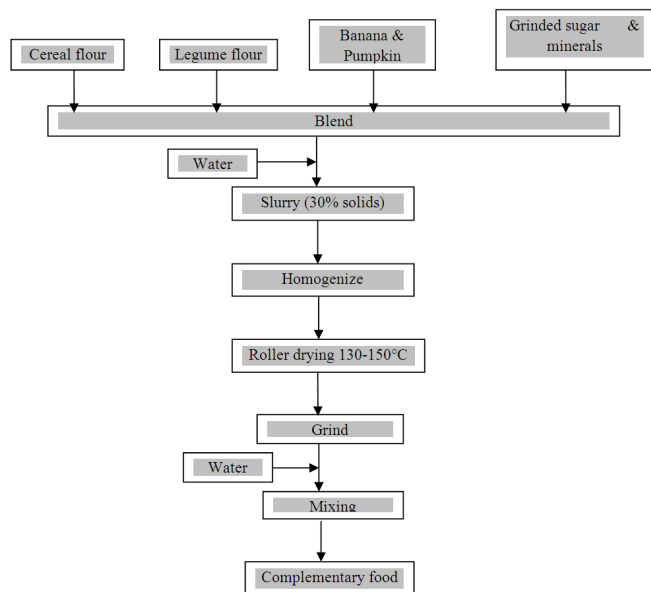 Cereal flour
Legume flour
Banana &
Pumpkin
Grinded sugar &
minerals
Blend
Water
Slurry (30% solids)
Homogenize
Roller drying 130-150°C
Grind
Water
Mixing
Complementary food